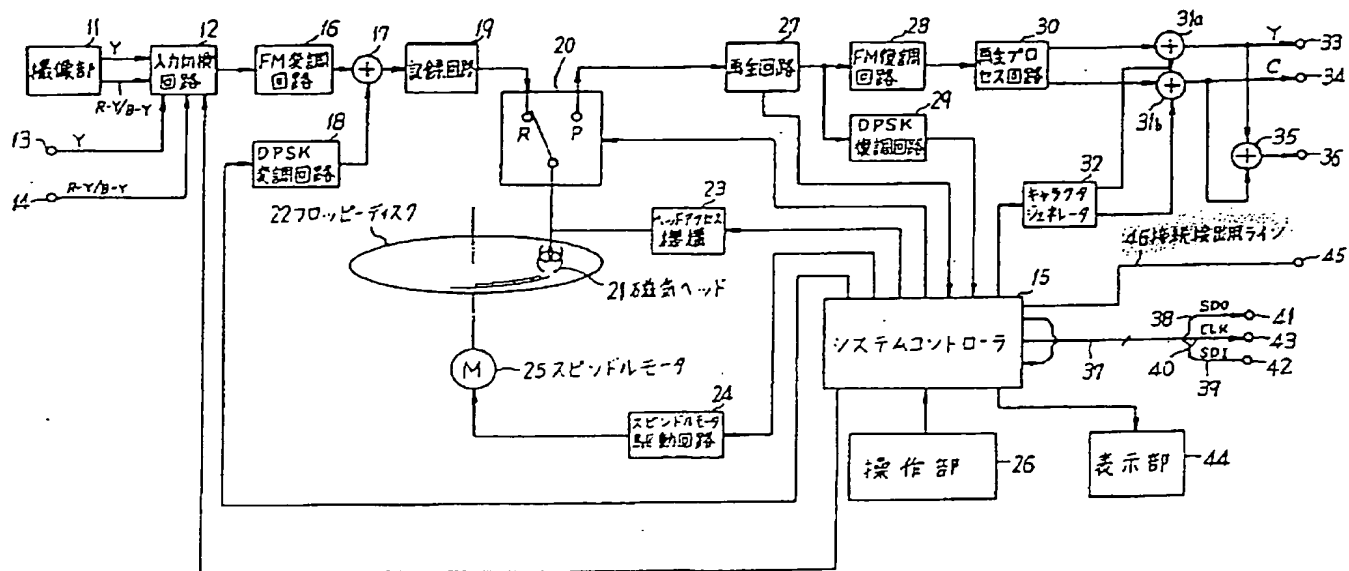 11
12
16
17
19
20
27
28
30
31a
Y
33
撮像部
Y
R-Y/B-Y
入力切換
回路
FM変調
回路
記録回路
R
P
再生回路
FM復調
回路
再生プロ
セス回路
C
34
31b
13
Y
18
DPSK
変調回路
29
DPSK
復調回路
35
36
14
R-Y/B-Y
32
キャラクタ
ジェネレータ
22フロッピーディスク
23
ヘッドアクセス
機構
46接続検出用ライン
45
21磁気ヘッド
15
システムコントローラ
38
SDO
41
CLK
43
37
40
SDI
42
39
M
25スピンドルモータ
24
スピンドルモータ
駆動回路
操作部
26
表示部
44